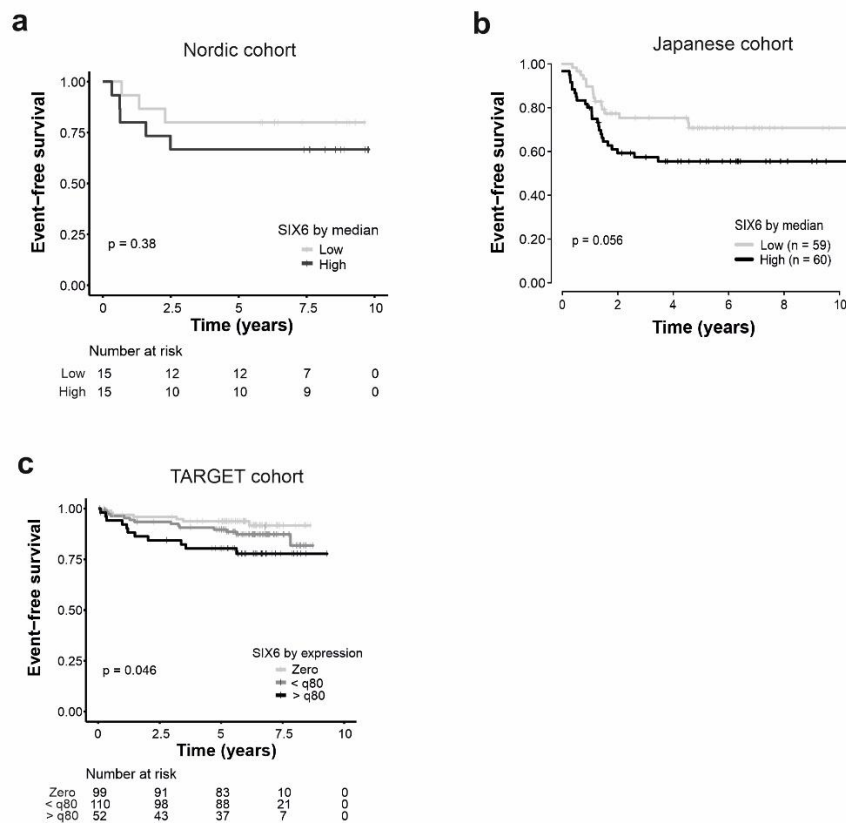 a
Nordic cohort
Event-free survival
1.00
0.75
0.50
0.25
0.00
p = 0.38
SIX6 by median
Low
High
0 2.5 5 7.5 10
Time (years)
Number at risk
Low 15 12 12 7 0
High 15 10 10 9 0
b
Japanese cohort
Event-free survival
1.00
0.80
0.60
0.40
0.20
0.00
p = 0.056
SIX6 by median
Low (n = 59)
High (n = 60)
0 2 4 6 8 10
Time (years)
c
TARGET cohort
Event-free survival
1.00
0.75
0.50
0.25
0.00
p = 0.046
SIX6 by expression
Zero
< q80
> q80
0 2.5 5 7.5 10
Time (years)
Number at risk
Zero 99 91 83 10 0
< q80 110 98 88 21 0
> q80 52 43 37 7 0